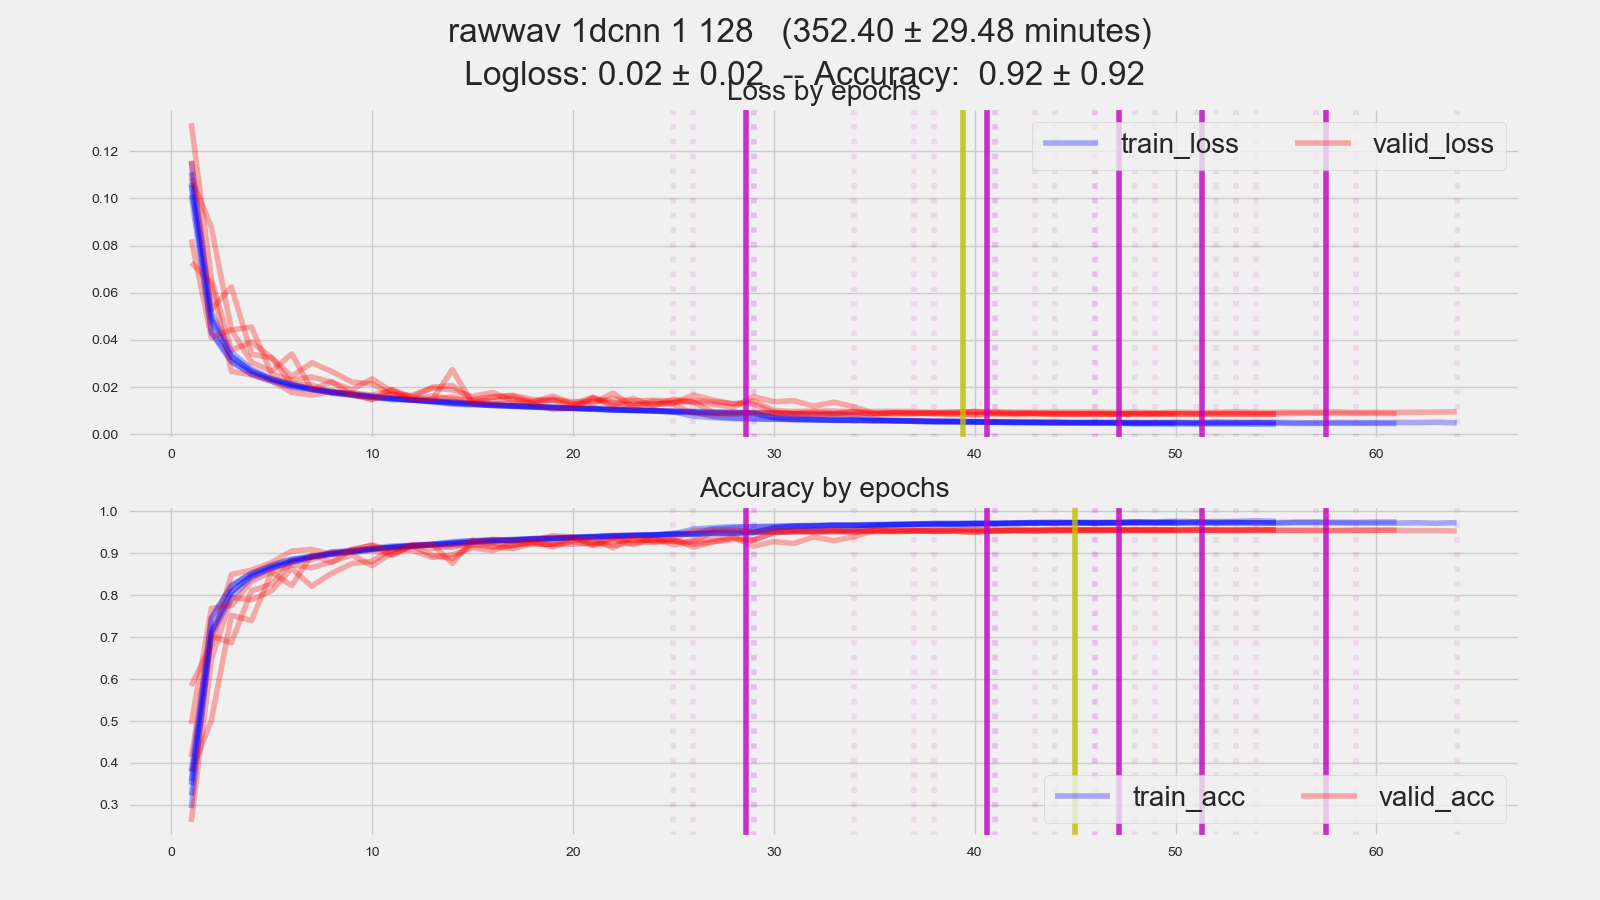 rawwav 1dcnn 1 128 (352.40 ± 29.48 minutes)
Logloss: 0.02 ± 0.02 -- Accuracy: 0.92 ± 0.92
Loss by epochs
train_loss valid_loss
0.12
0.10
0.08
0.06
0.04
0.02
0.00
0 10 20 30 40 50 60
Accuracy by epochs
1.0
0.9
0.8
0.7
0.6
0.5
0.4
0.3
train_acc valid_acc
0 10 20 30 40 50 60